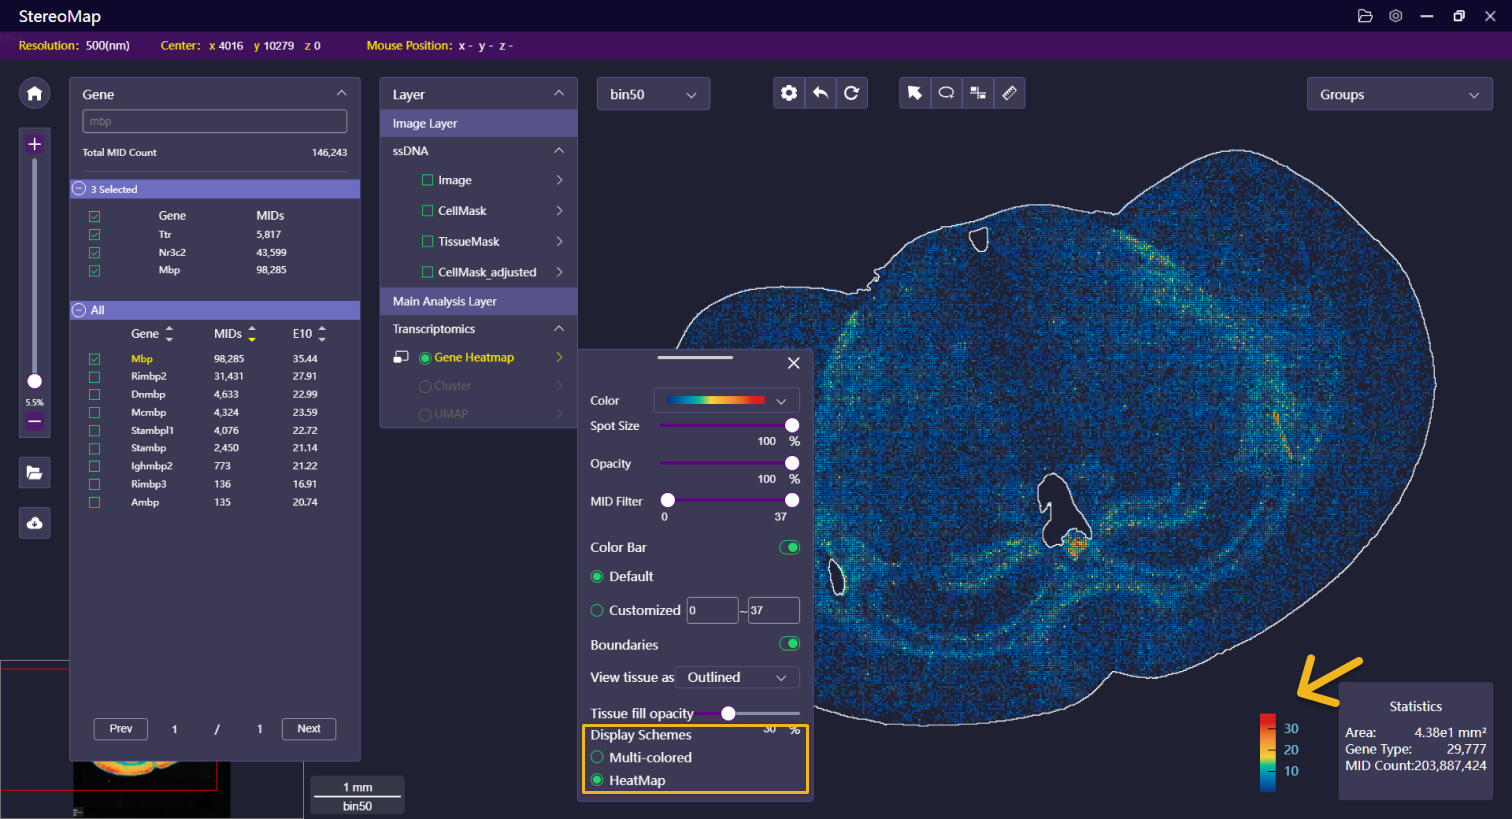 StereoMap
Resolution: 500(nm) Center: x 4016 y 10279 z 0 Mouse Position: x - y - z -
Gene
mbp
Total MID Count 146,243
3 Selected
Gene MIDs
Ttr 5,817
Nr3c2 43,599
Mbp 98,285
All
Gene MIDs E10
Mbp 98,285 35.44
Rimbp2 31,431 27.91
Dnmbp 4,633 22.99
Mcmbp 4,324 23.59
Stambpl1 4,076 22.72
Stambp 2,450 21.14
Ighmbp2 773 21.22
Rimbp3 136 16.91
Ambp 135 20.74
Prev 1 / 1 Next
5.5%
Layer
Image Layer
ssDNA
Image
CellMask
TissueMask
CellMask_adjusted
Main Analysis Layer
Transcriptomics
Gene Heatmap
Cluster
UMAP
bin50
Groups
Color
Spot Size
100 %
Opacity
100 %
MID Filter
0 37
Color Bar
Default
Customized 0 ~ 37
Boundaries
View tissue as Outlined
Tissue fill opacity
30 %
Display Schemes
Multi-colored
HeatMap
1 mm
bin50
30
20
10
Statistics
Area: 4.38e1 mm²
Gene Type: 29,777
MID Count:203,887,424